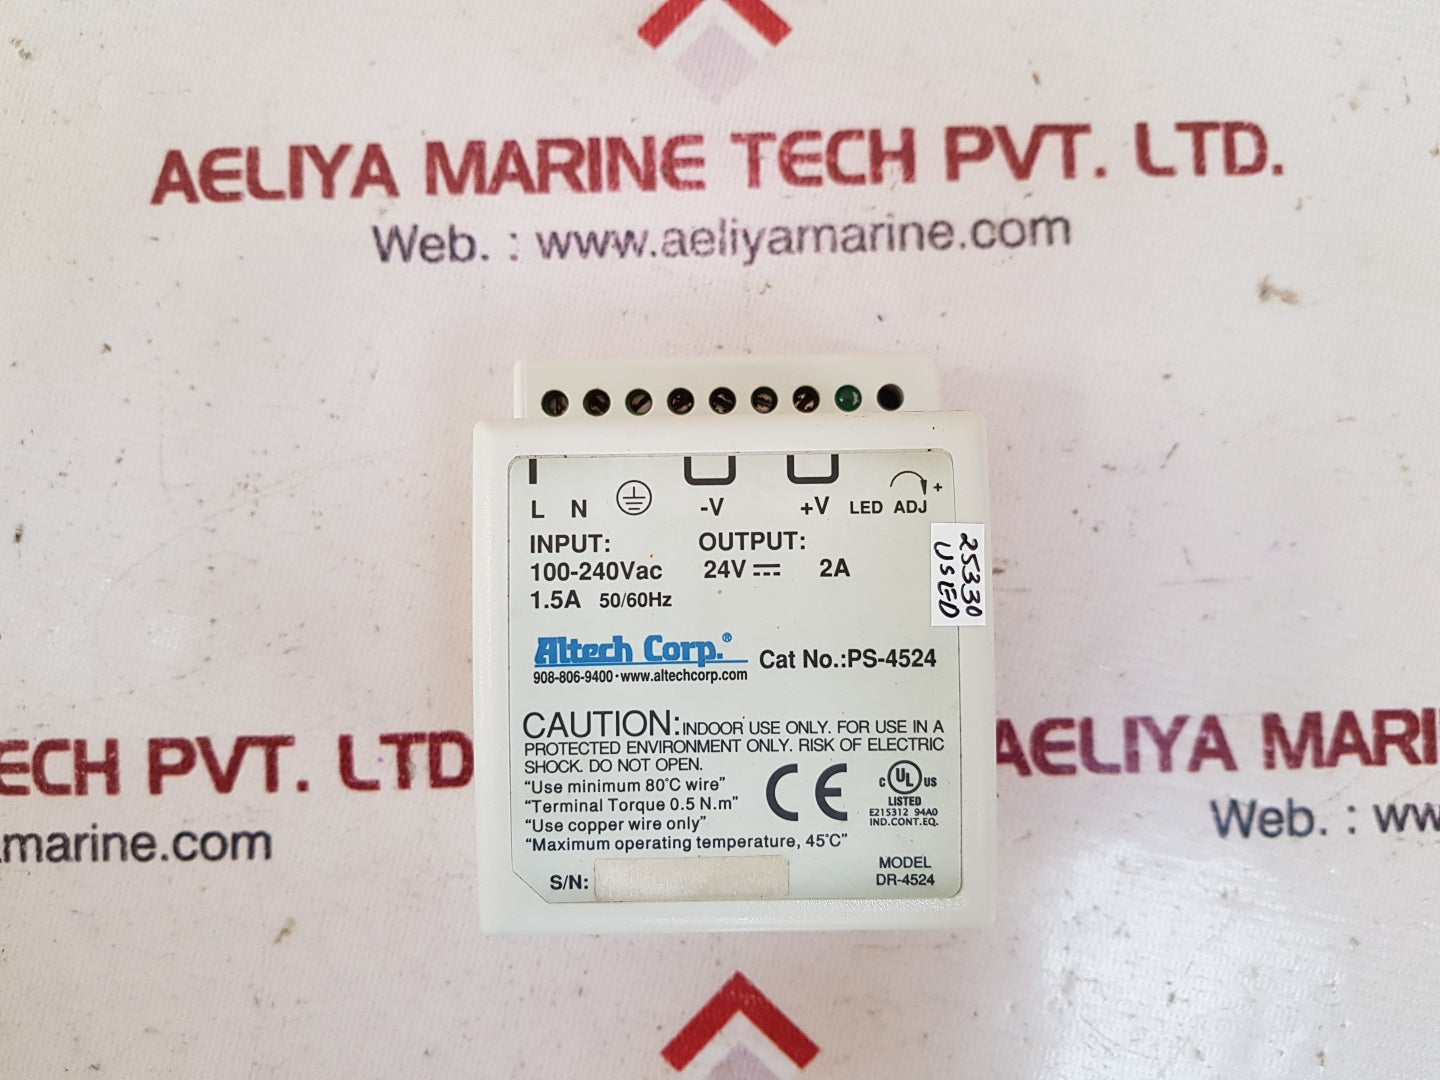 AELIYA MARINE TECH PVT. LTD.
Web. : www.aeliyamarine.com
L N -V +V LED ADJ +
INPUT: OUTPUT:
100-240Vac 24V 2A
1.5A 50/60Hz
25330
USED
Altech Corp.®
908-806-9400·www.altechcorp.com
Cat No.:PS-4524
CAUTION: INDOOR USE ONLY. FOR USE IN A
PROTECTED ENVIRONMENT ONLY. RISK OF ELECTRIC
SHOCK. DO NOT OPEN.
"Use minimum 80°C wire"
"Terminal Torque 0.5 N.m"
"Use copper wire only"
"Maximum operating temperature, 45°C"
CE
C UL US
LISTED
E215312 94A0
IND.CONT.EQ.
S/N:
MODEL
DR-4524
ECH PVT. LTD
marine.com
AELIYA MARI
Web. : ww